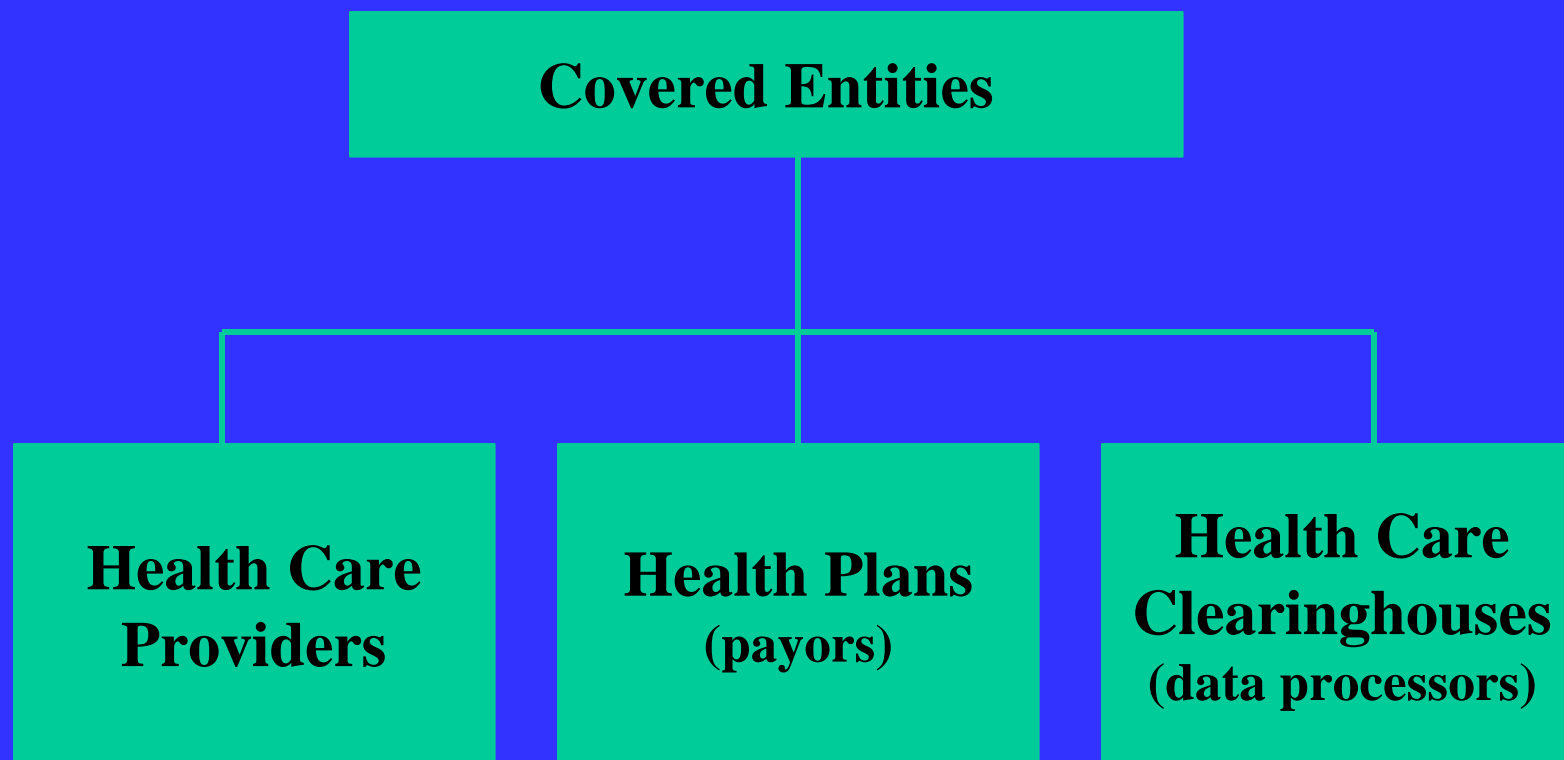 Covered Entities
Health Care
Providers
Health Plans
(payors)
Health Care
Clearinghouses
(data processors)